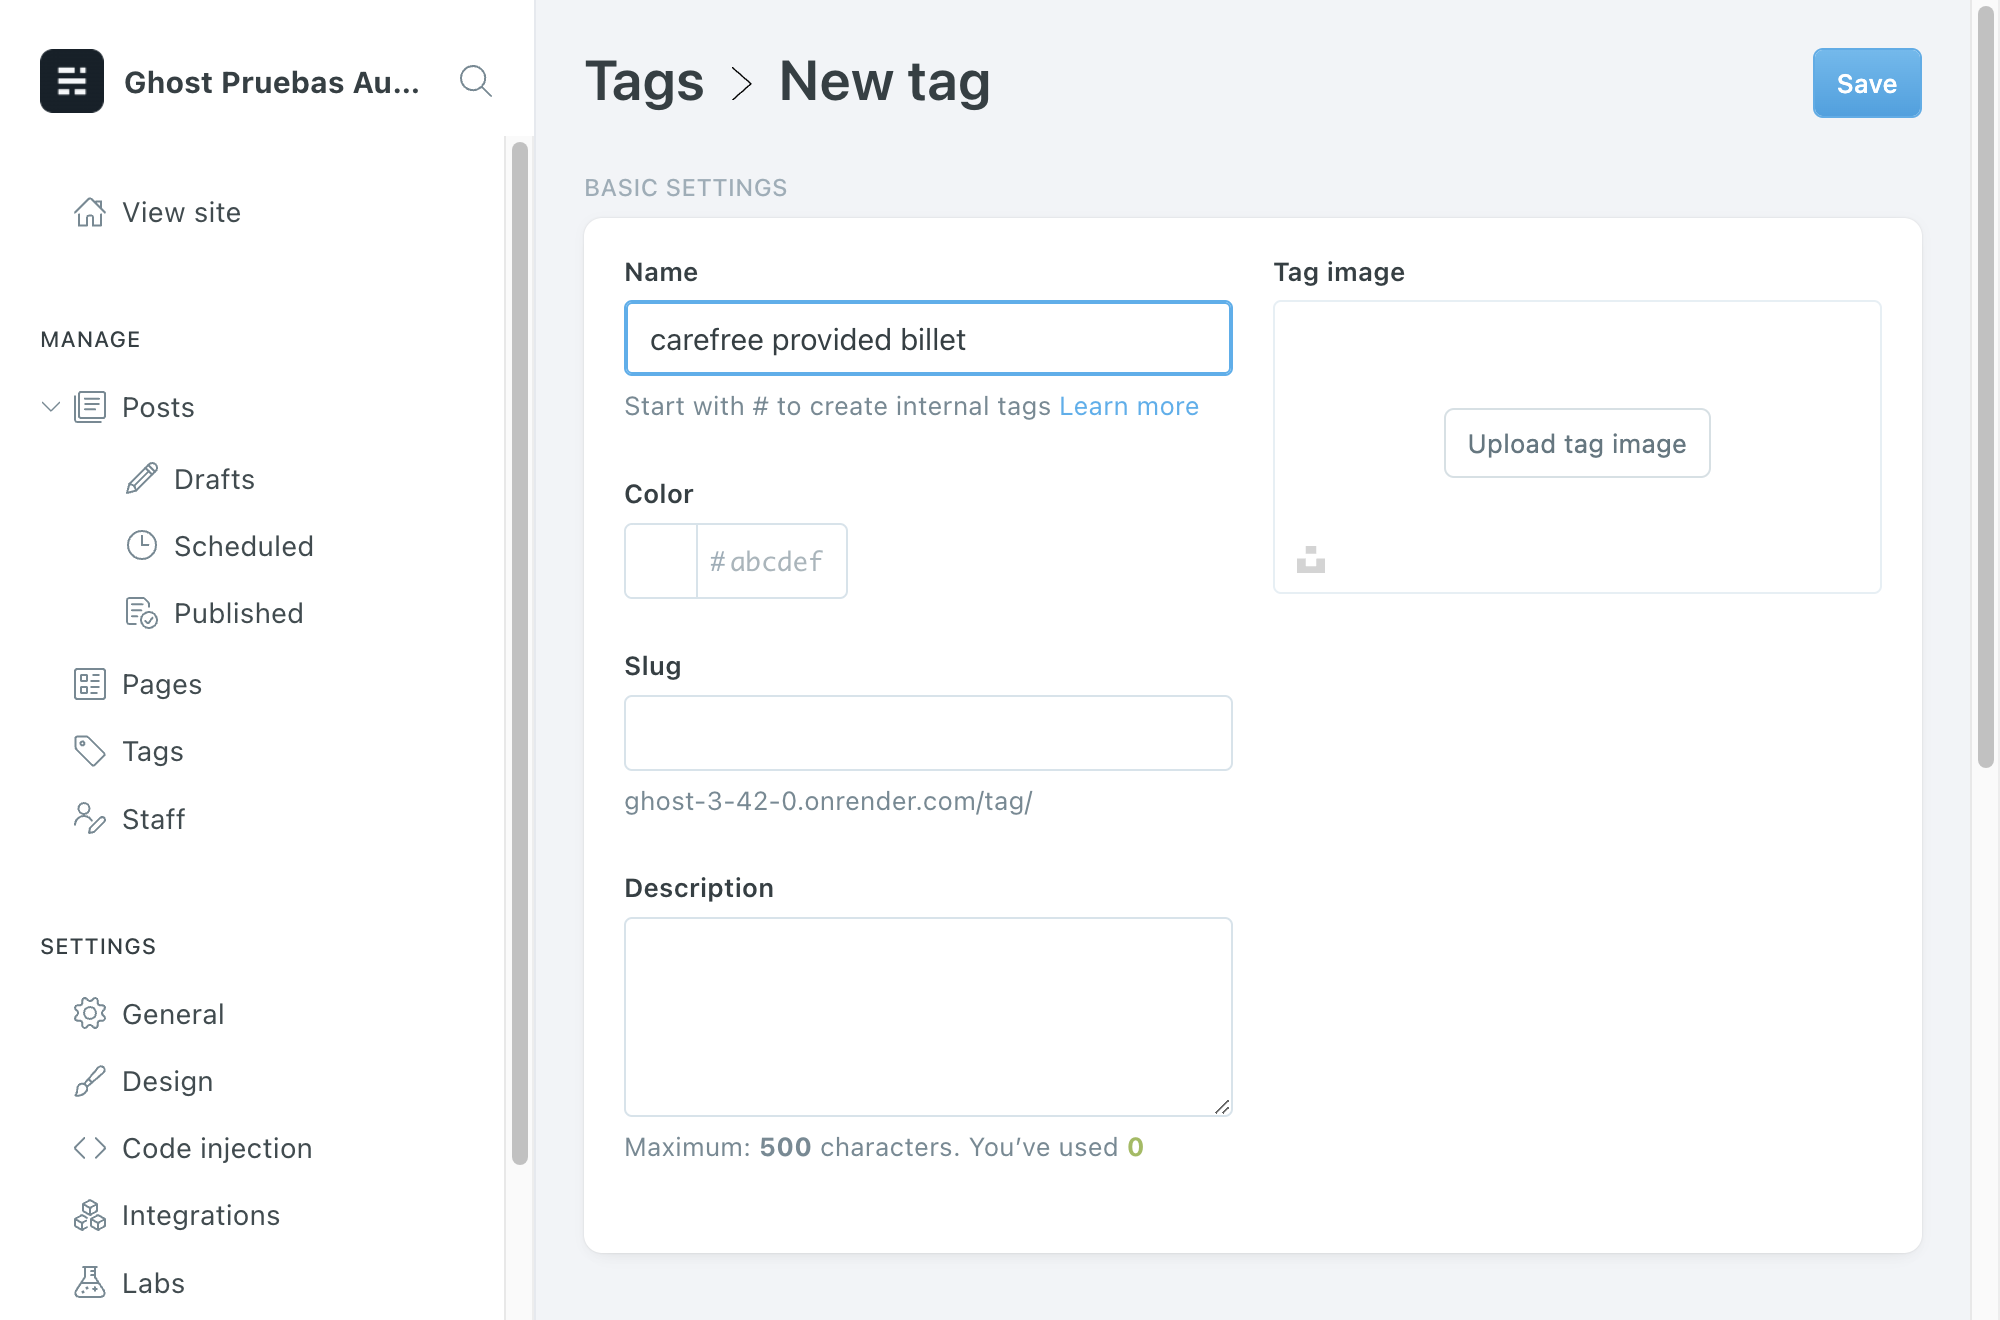 Ghost Pruebas Au...
View site
MANAGE
Posts
Drafts
Scheduled
Published
Pages
Tags
Staff
SETTINGS
General
Design
Code injection
Integrations
Labs
Tags > New tag
Save
BASIC SETTINGS
Name
carefree provided billet
Start with # to create internal tags Learn more
Color
#abcdef
Slug
ghost-3-42-0.onrender.com/tag/
Description
Maximum: 500 characters. You’ve used 0
Tag image
Upload tag image